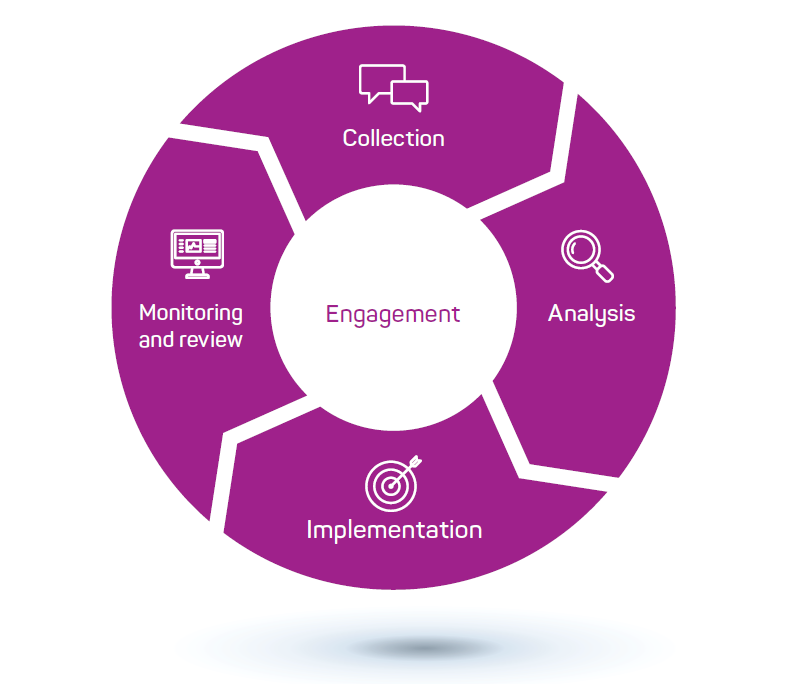 Collection
Analysis
Implementation
Monitoring
and review
Engagement